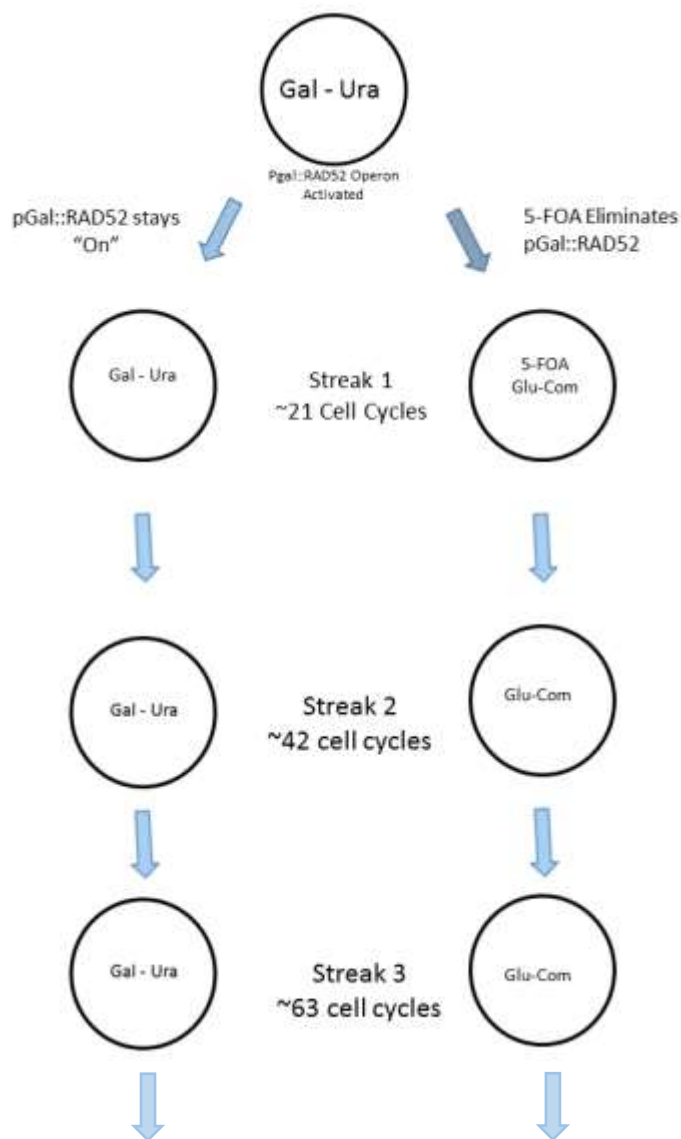 Gal - Ura
Pgal::RAD52 Operon
Activated
pGal::RAD52 stays
"On"
5-FOA Eliminates
pGal::RAD52
Gal - Ura
Streak 1
~21 Cell Cycles
5-FOA
Glu-Com
Gal - Ura
Streak 2
~42 cell cycles
Glu-Com
Gal - Ura
Streak 3
~63 cell cycles
Glu-Com